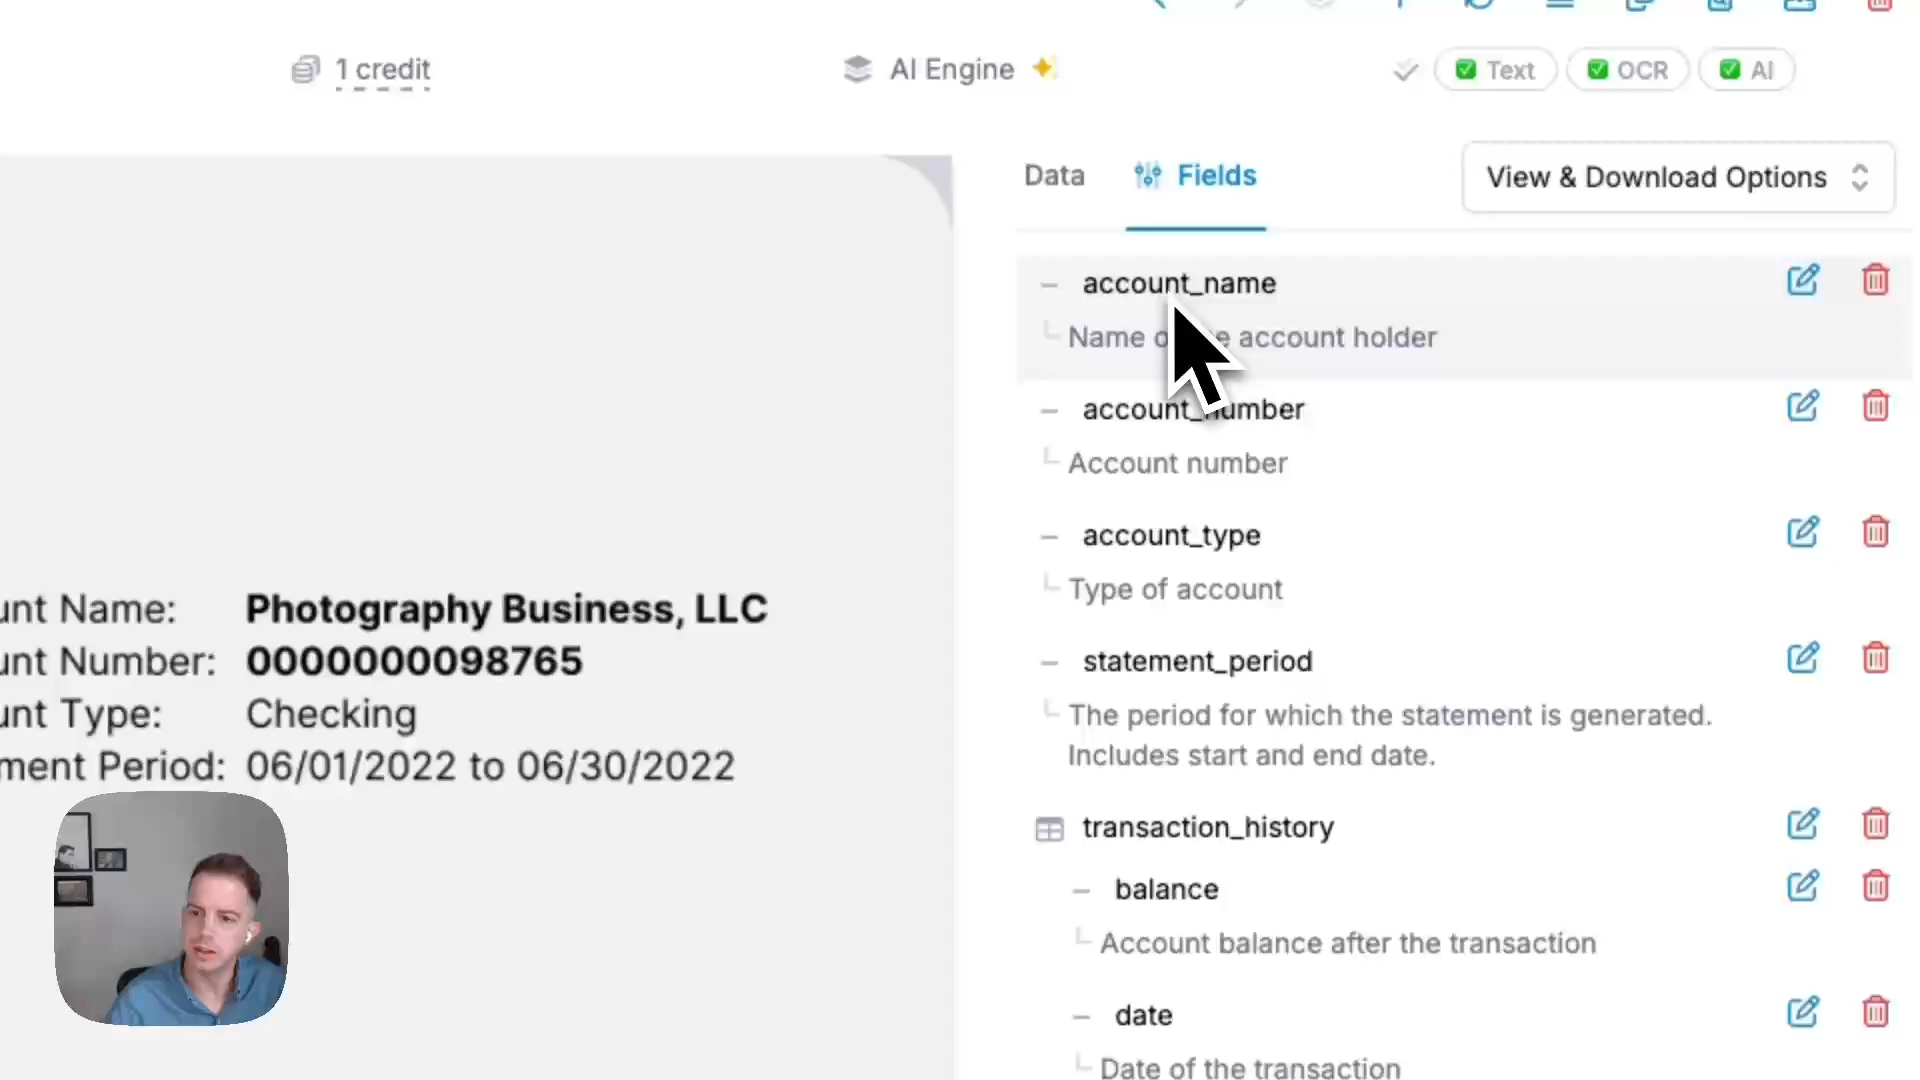 1 credit
AI Engine
Text
OCR
AI
Data
Fields
View & Download Options
account_name
Name account holder
account_number
Account number
account_type
Type of account
statement_period
The period for which the statement is generated.
Includes start and end date.
transaction_history
balance
Account balance after the transaction
date
Date of the transaction
unt Name: Photography Business, LLC
unt Number: 0000000098765
unt Type: Checking
ment Period: 06/01/2022 to 06/30/2022